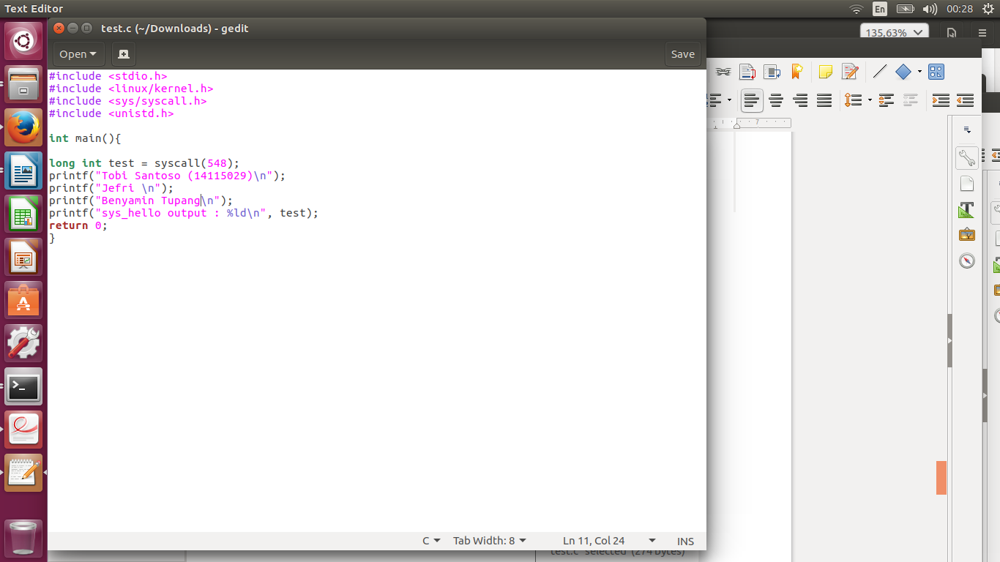 Text Editor
En
00:28
test.c (~/Downloads) - gedit
135,63%
Open
Save
#include <stdio.h>
#include <linux/kernel.h>
#include <sys/syscall.h>
#include <unistd.h>
int main(){
long int test = syscall(548);
printf("Tobi Santoso (14115029)\n");
printf("Jefri \n");
printf("Benyamin Tupang\n");
printf("sys_hello output : %ld\n", test);
return 0;
}
7
C
Tab Width: 8
Ln 11, Col 24
INS
"test.c" selected (274 bytes)